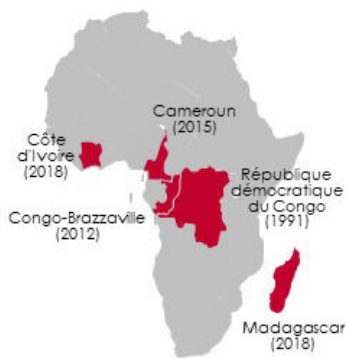 Cameroun
(2015)
Côte
d'Ivoire
(2018)
République
démocratique
du Congo
(1991)
Congo-Brazzaville
(2012)
Madagascar
(2018)